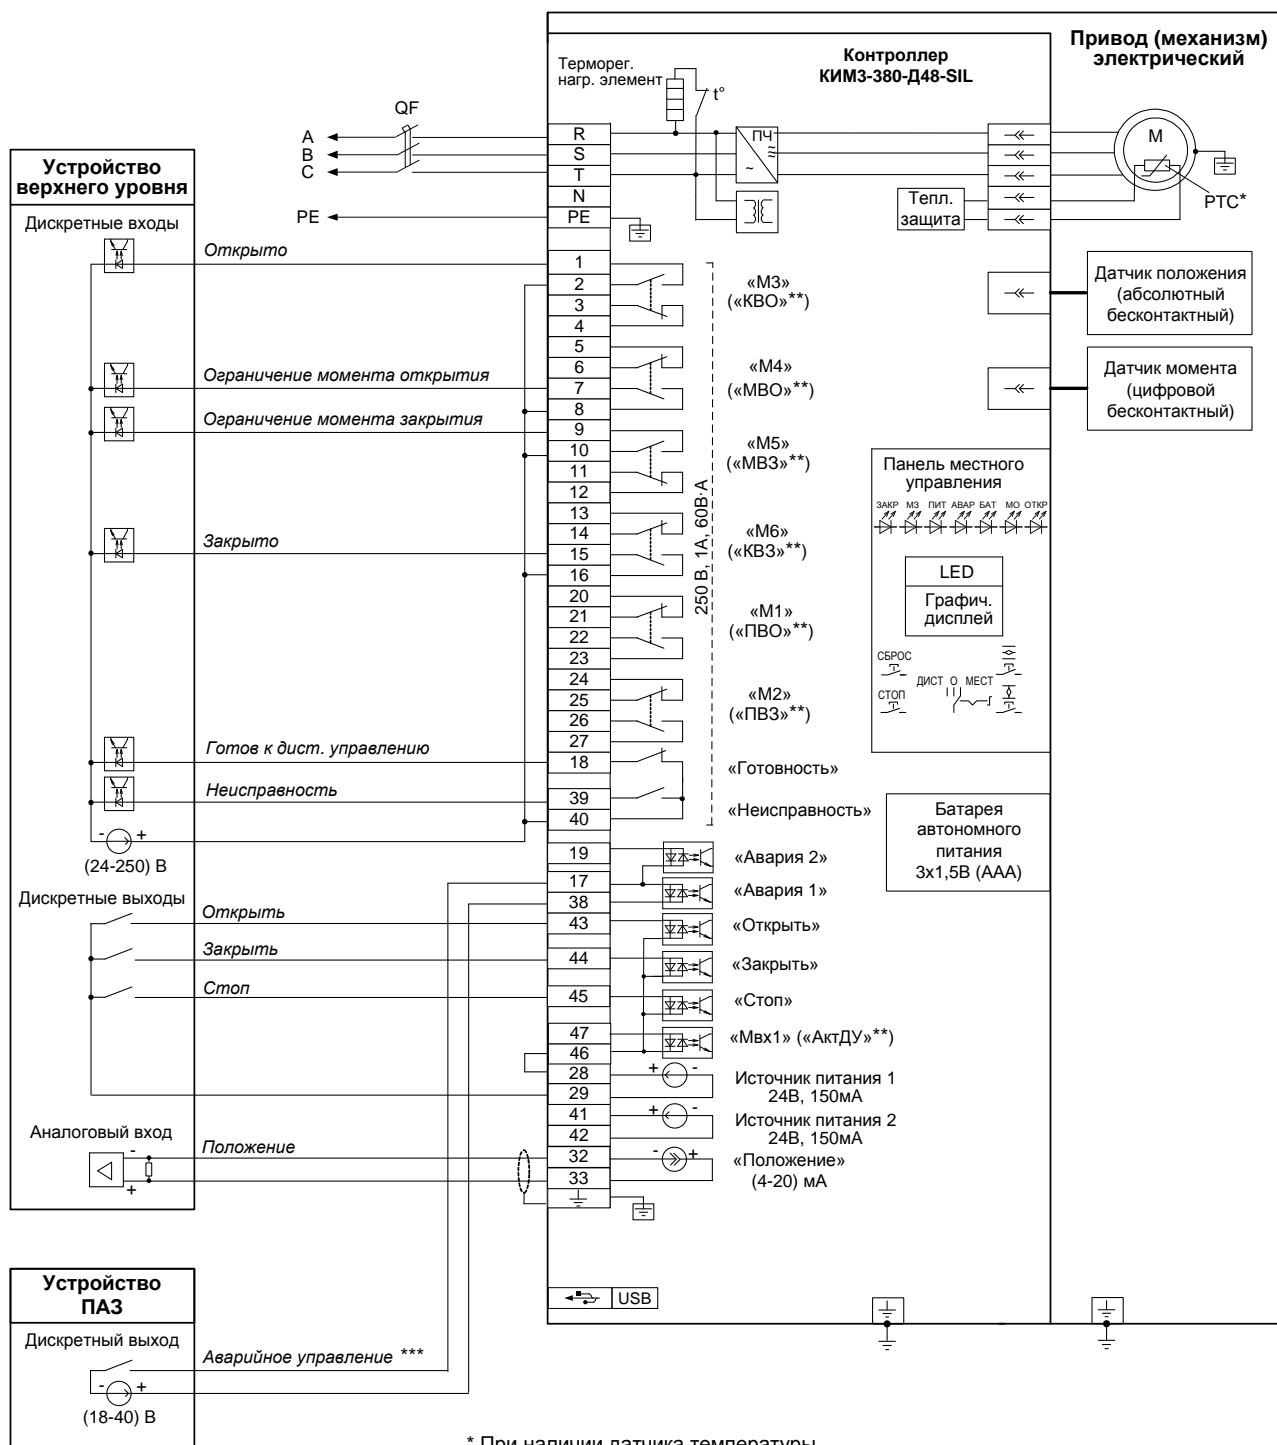 Привод (механизм)
электрический
Контроллер
КИМ3-380-Д48-SIL
Терморег.
нагр. элемент
t°
QF
A
B
C
PE
R
S
T
N
PE
ПЧ
~
M
PTC*
Тепл.
защита
Устройство
верхнего уровня
Дискретные входы
Открыто
Ограничение момента открытия
Ограничение момента закрытия
Закрыто
Готов к дист. управлению
Неисправность
- +
(24-250) В
Дискретные выходы
Открыть
Закрыть
Стоп
Аналоговый вход
Положение
-
+
1
2
3
4
5
6
7
8
9
10
11
12
13
14
15
16
20
21
22
23
24
25
26
27
18
39
40
19
17
38
43
44
45
47
46
28
29
41
42
32
33
«М3»
(«КВО»**)
«М4»
(«МВО»**)
«М5»
(«МВЗ»**)
«М6»
(«КВЗ»**)
«М1»
(«ПВО»**)
«М2»
(«ПВЗ»**)
250 В, 1А, 60В·А
«Готовность»
«Неисправность»
«Авария 2»
«Авария 1»
«Открыть»
«Закрыть»
«Стоп»
«Мвх1» («АктДУ»**)
+ -
Источник питания 1
24В, 150мА
+ -
Источник питания 2
24В, 150мА
- +
«Положение»
(4-20) мА
Датчик положения
(абсолютный
бесконтактный)
Датчик момента
(цифровой
бесконтактный)
Панель местного
управления
ЗАКР МЗ ПИТ АВАР БАТ МО ОТКР
LED
Графич.
дисплей
СБРОС
СТОП
ДИСТ О МЕСТ
Батарея
автономного
питания
3х1,5В (ААА)
USB
Устройство
ПАЗ
Дискретный выход
Аварийное управление ***
- +
(18-40) В
* При наличии датчика температуры